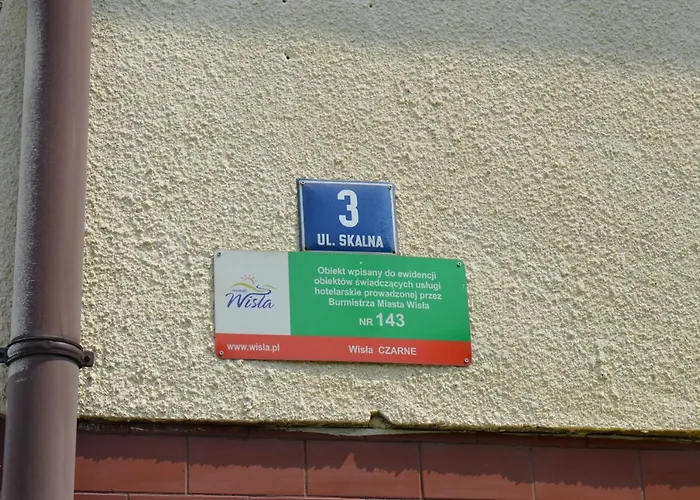 3
UL. SKALNA
Wisła
Obiekt wpisany do ewidencji
obiektów świadczących usługi
hotelarskie prowadzonej przez
Burmistrza Miasta Wisła
NR 143
www.wisla.pl
Wisła CZARNE